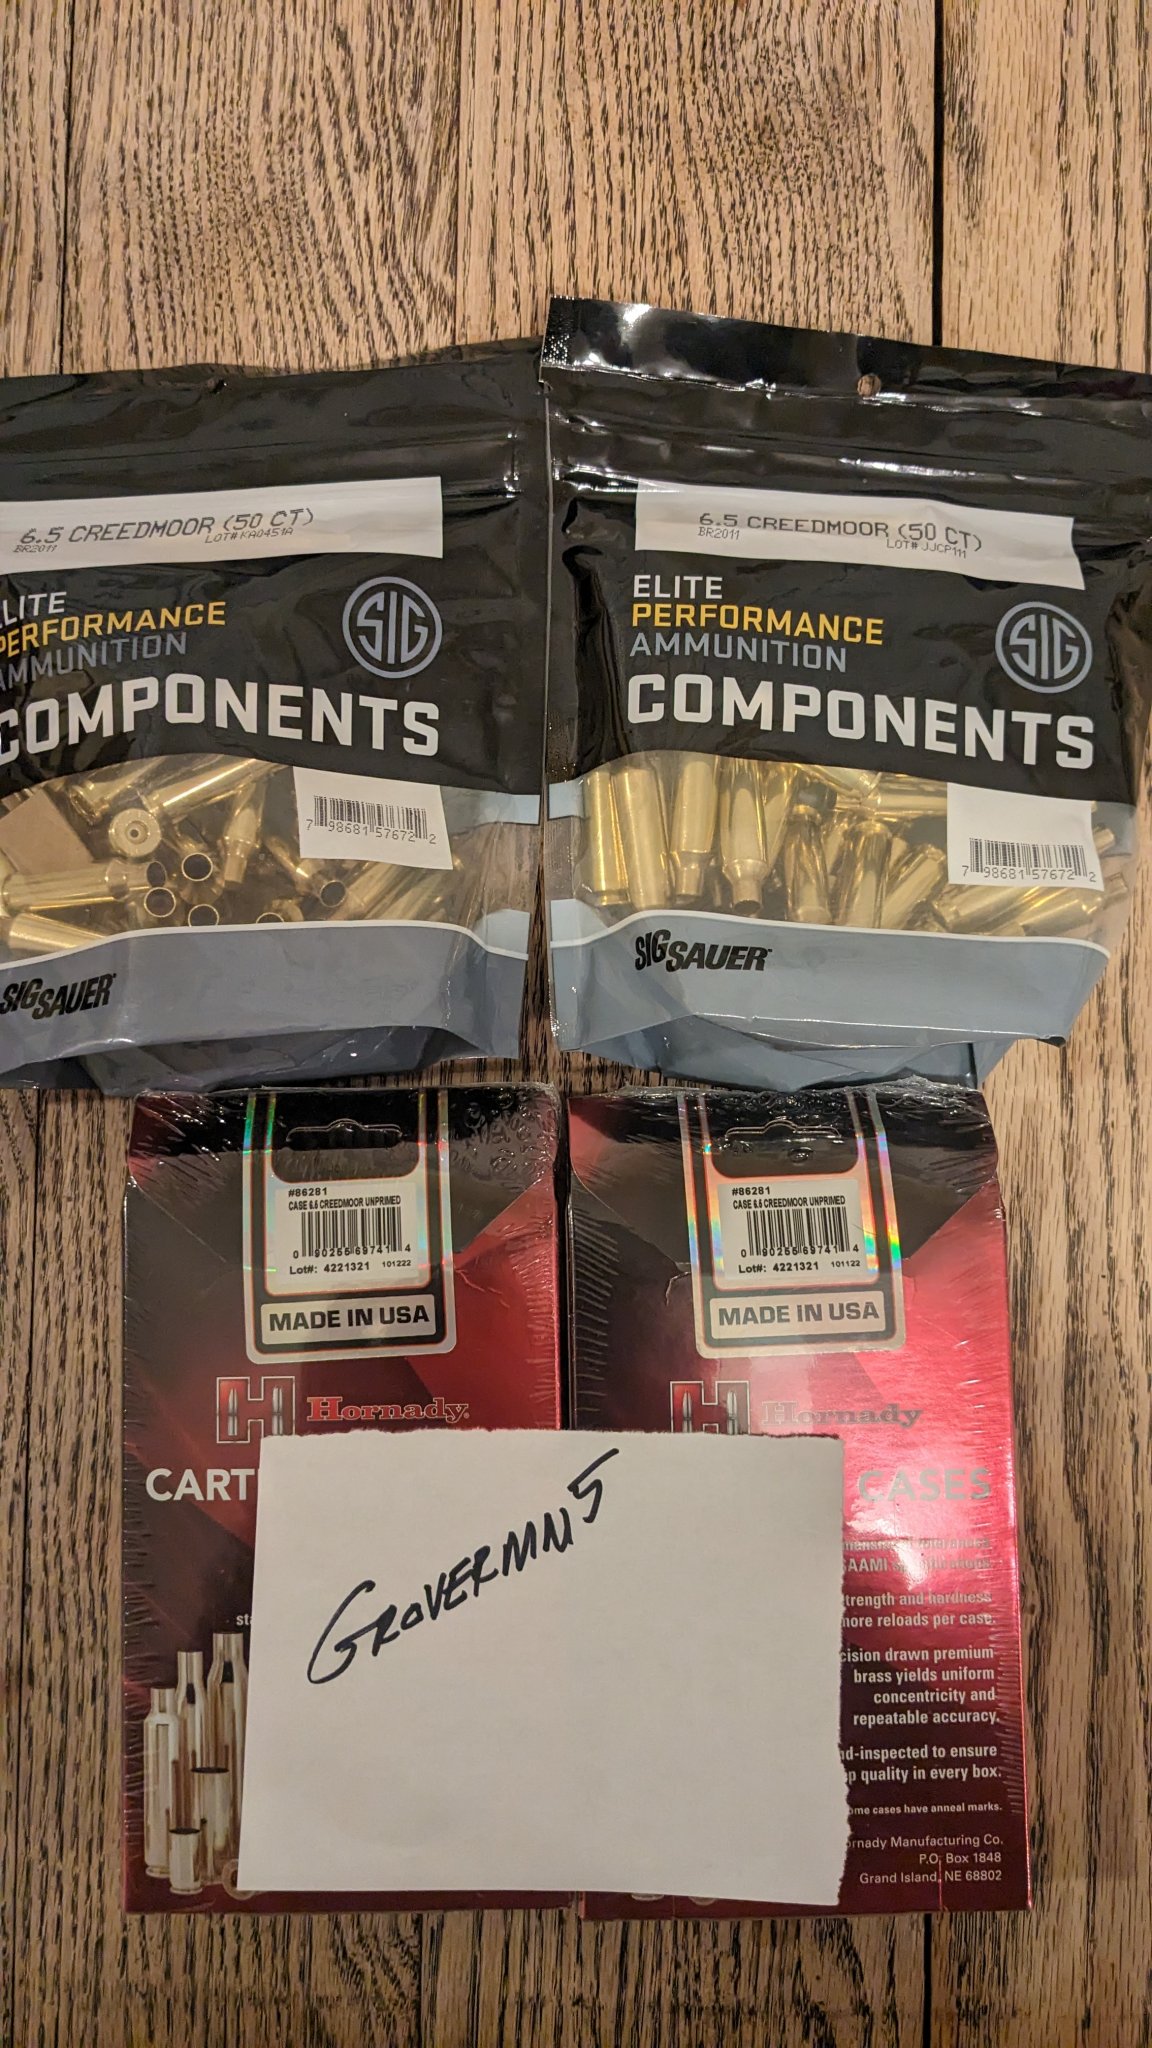 6.5 CREEDMOOR (50 CT)
BR2011 LOT# KA0451A
ELITE
PERFORMANCE
AMMUNITION
COMPONENTS
SIG
7 98681 57672 2
SIG SAUER
6.5 CREEDMOOR (50 CT)
BR2011 LOT# JJCP111
ELITE
PERFORMANCE
AMMUNITION
COMPONENTS
SIG
7 98681 57672 2
SIG SAUER
#86281
CASE 6.5 CREEDMOOR UNPRIMED
0 90255 69741 4
Lot#: 4221321 101222
MADE IN USA
H Hornady
CART
#86281
CASE 6.5 CREEDMOOR UNPRIMED
0 90255 69741 4
Lot#: 4221321 101222
MADE IN USA
H Hornady
CASES
SAAMI
strength and hardness
more reloads per case.
cision drawn premium
brass yields uniform
concentricity and
repeatable accuracy.
nd-inspected to ensure
quality in every box.
ome cases have anneal marks.
Hornady Manufacturing Co.
P.O. Box 1848
Grand Island, NE 68802
GROVERMN5